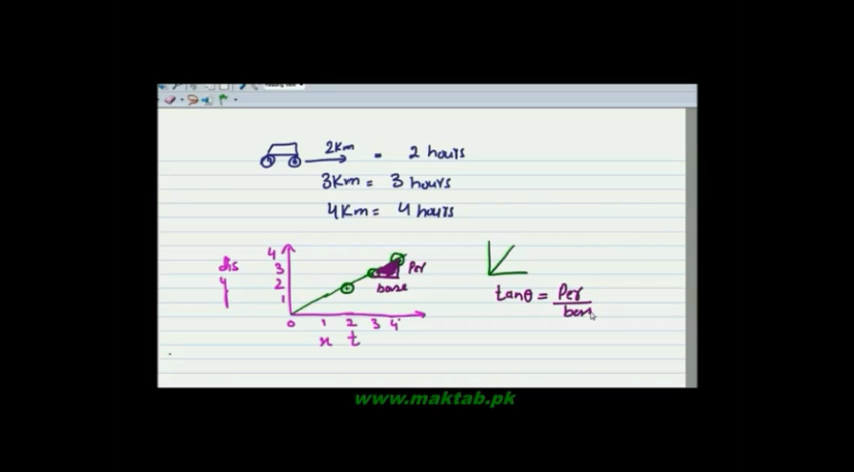 2Km = 2 hours
3Km = 3 hours
4Km = 4 hours
dis
y
4
3
2
1
Per
base
0 1 2 3 4
x t
tanθ = Per
bas
www.maktab.pk